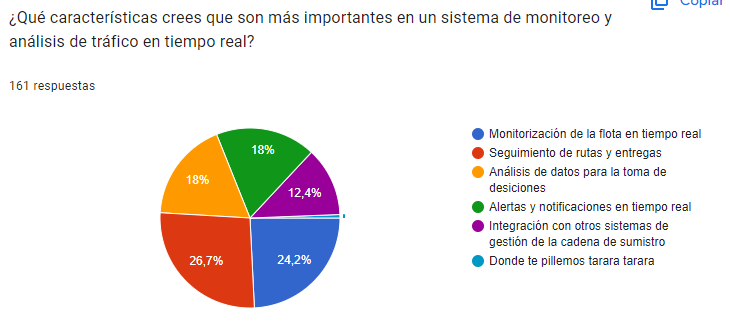 Copiar
¿Qué características crees que son más importantes en un sistema de monitoreo y
análisis de tráfico en tiempo real?
161 respuestas
18%
18%
12,4%
26,7%
24,2%
Monitorización de la flota en tiempo real
Seguimiento de rutas y entregas
Análisis de datos para la toma de
desiciones
Alertas y notificaciones en tiempo real
Integración con otros sistemas de
gestión de la cadena de sumistro
Donde te pillemos tarara tarara